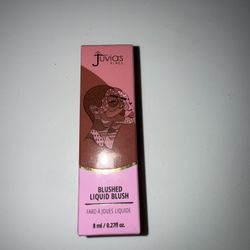 Juvia's
PLACE
BLUSHED
LIQUID BLUSH
FARD À JOUES LIQUIDE
8 ml / 0.27fl.oz.